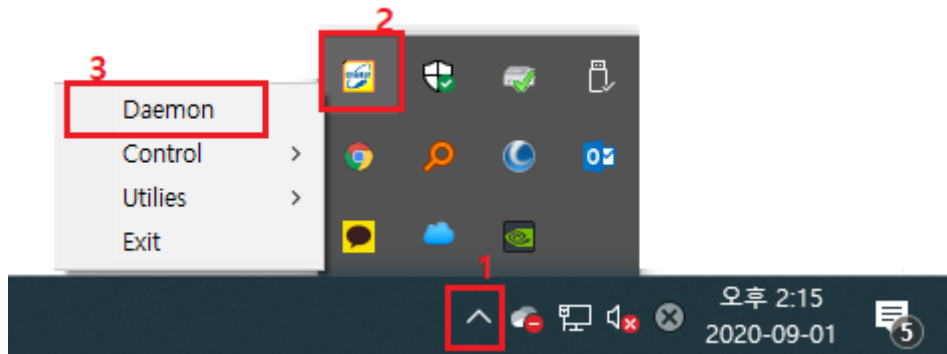 2
3
Daemon
Control
Utilies
Exit
1
오후 2:15
2020-09-01
5